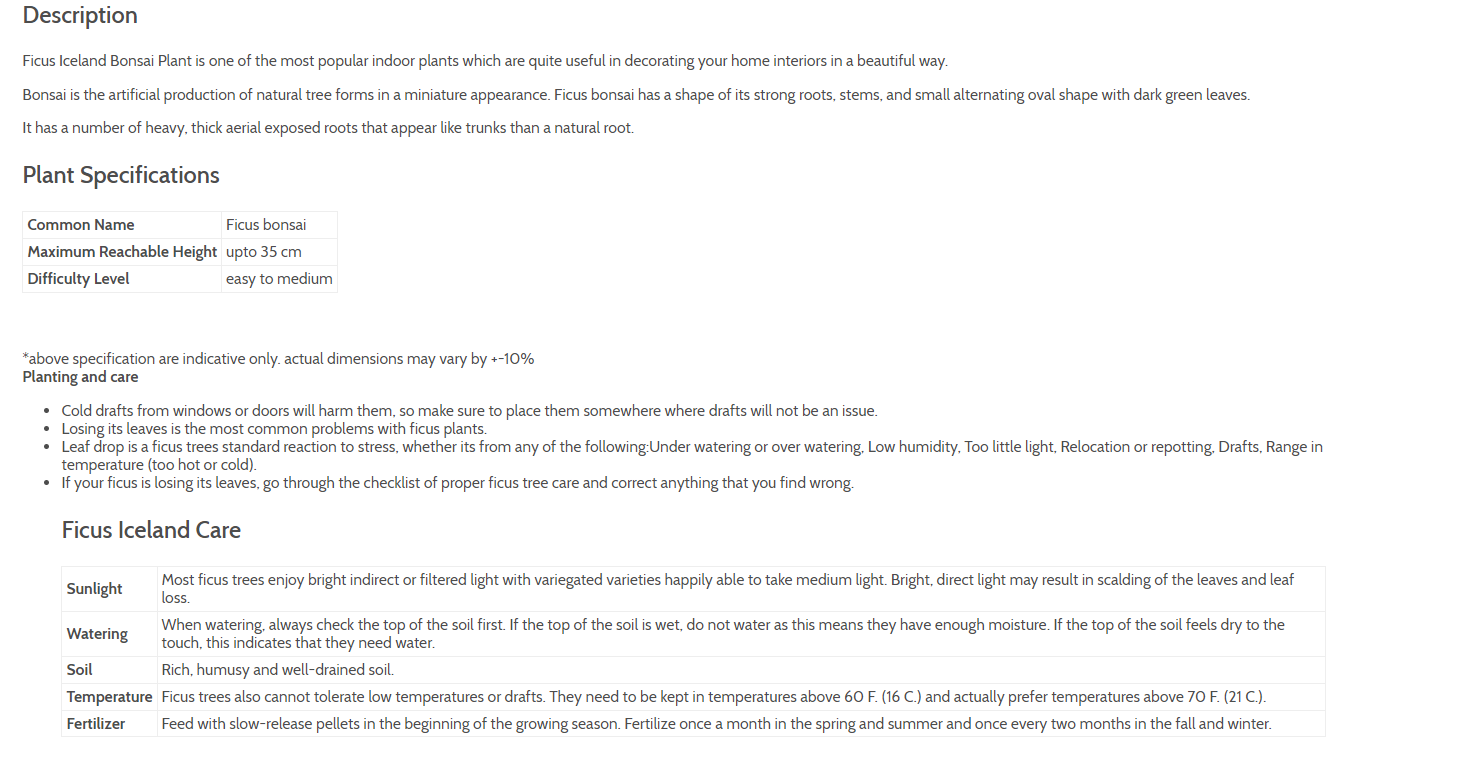 Description
Ficus Iceland Bonsai Plant is one of the most popular indoor plants which are quite useful in decorating your home interiors in a beautiful way.
Bonsai is the artificial production of natural tree forms in a miniature appearance. Ficus bonsai has a shape of its strong roots, stems, and small alternating oval shape with dark green leaves.
It has a number of heavy, thick aerial exposed roots that appear like trunks than a natural root.
Plant Specifications
Common Name Ficus bonsai
Maximum Reachable Height upto 35 cm
Difficulty Level easy to medium
*above specification are indicative only. actual dimensions may vary by +-10%
Planting and care
• Cold drafts from windows or doors will harm them, so make sure to place them somewhere where drafts will not be an issue.
• Losing its leaves is the most common problems with ficus plants.
• Leaf drop is a ficus trees standard reaction to stress, whether its from any of the following:Under watering or over watering, Low humidity, Too little light, Relocation or repotting, Drafts, Range in
temperature (too hot or cold).
• If your ficus is losing its leaves, go through the checklist of proper ficus tree care and correct anything that you find wrong.
Ficus Iceland Care
Sunlight Most ficus trees enjoy bright indirect or filtered light with variegated varieties happily able to take medium light. Bright, direct light may result in scalding of the leaves and leaf
loss.
Watering When watering, always check the top of the soil first. If the top of the soil is wet, do not water as this means they have enough moisture. If the top of the soil feels dry to the
touch, this indicates that they need water.
Soil Rich, humusy and well-drained soil.
Temperature Ficus trees also cannot tolerate low temperatures or drafts. They need to be kept in temperatures above 60 F. (16 C.) and actually prefer temperatures above 70 F. (21 C.).
Fertilizer Feed with slow-release pellets in the beginning of the growing season. Fertilize once a month in the spring and summer and once every two months in the fall and winter.